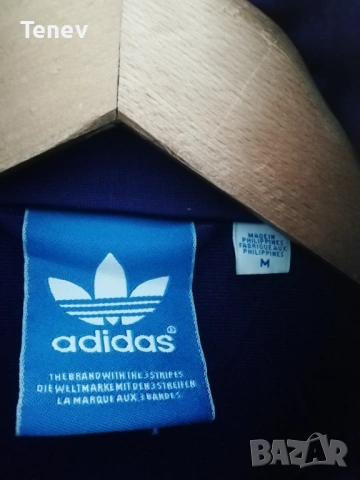 Tenev
adidas
THE BRAND WITH THE 3 STRIPES
DIE WELTMARKE MIT DEN 3 STREIFEN
LA MARQUE AUX 3 BANDES
MADE IN
PHILIPPINES
FABRIQUE AUX
PHILIPPINES
M
BAZAR